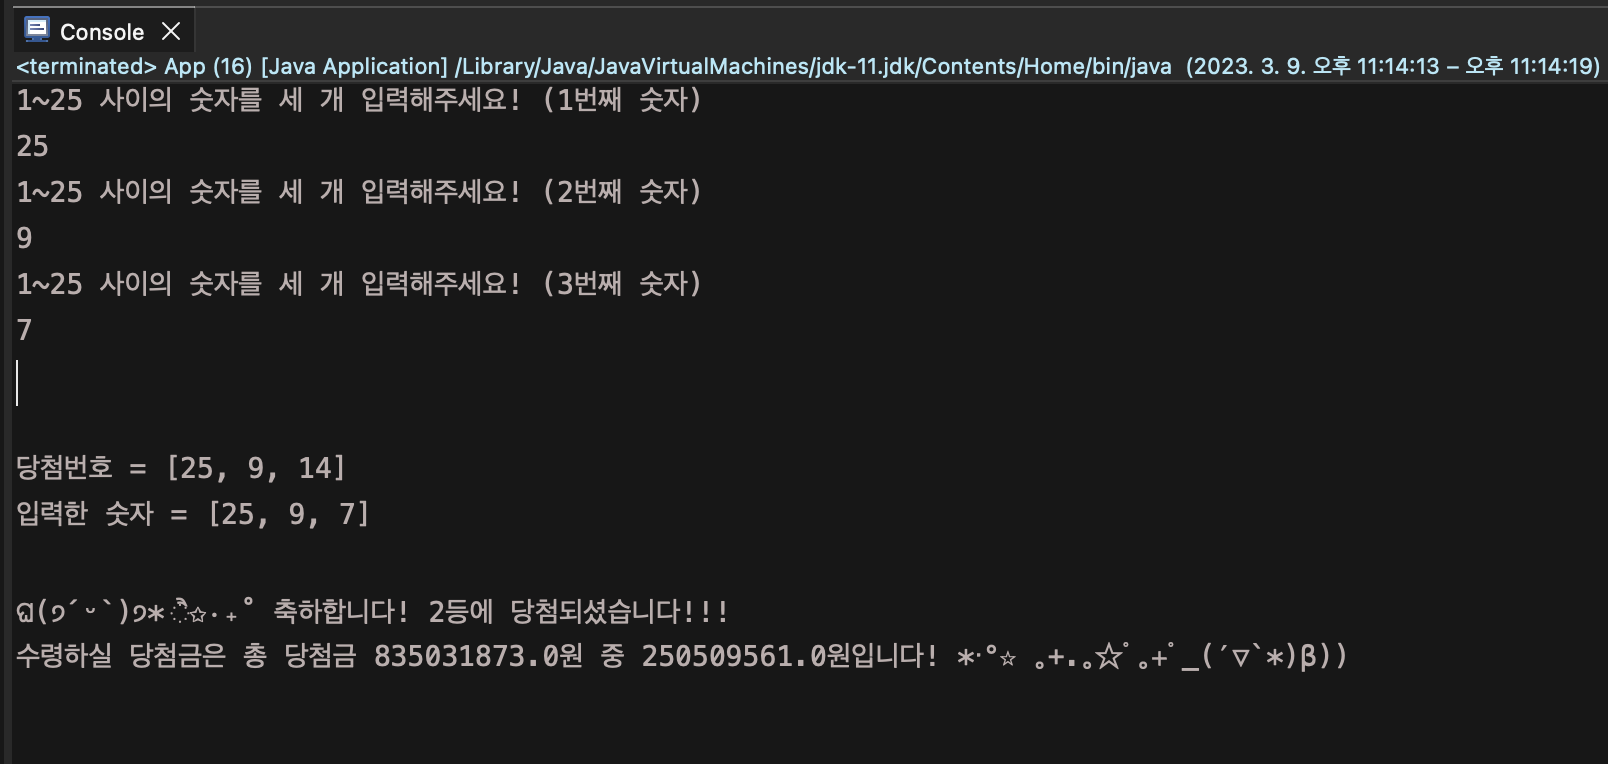 Console
<terminated> App (16) [Java Application] /Library/Java/JavaVirtualMachines/jdk-11.jdk/Contents/Home/bin/java (2023. 3. 9. 오후 11:14:13 – 오후 11:14:19)
1~25 사이의 숫자를 세 개 입력해주세요! (1번째 숫자)
25
1~25 사이의 숫자를 세 개 입력해주세요! (2번째 숫자)
9
1~25 사이의 숫자를 세 개 입력해주세요! (3번째 숫자)
7
당첨번호 = [25, 9, 14]
입력한 숫자 = [25, 9, 7]
축하합니다! 2등에 당첨되셨습니다!!!
수령하실 당첨금은 총 당첨금 835031873.0원 중 250509561.0원입니다! *·°☆ ｡+.｡☆ﾟ｡+ﾟ_(´▽`*)β))